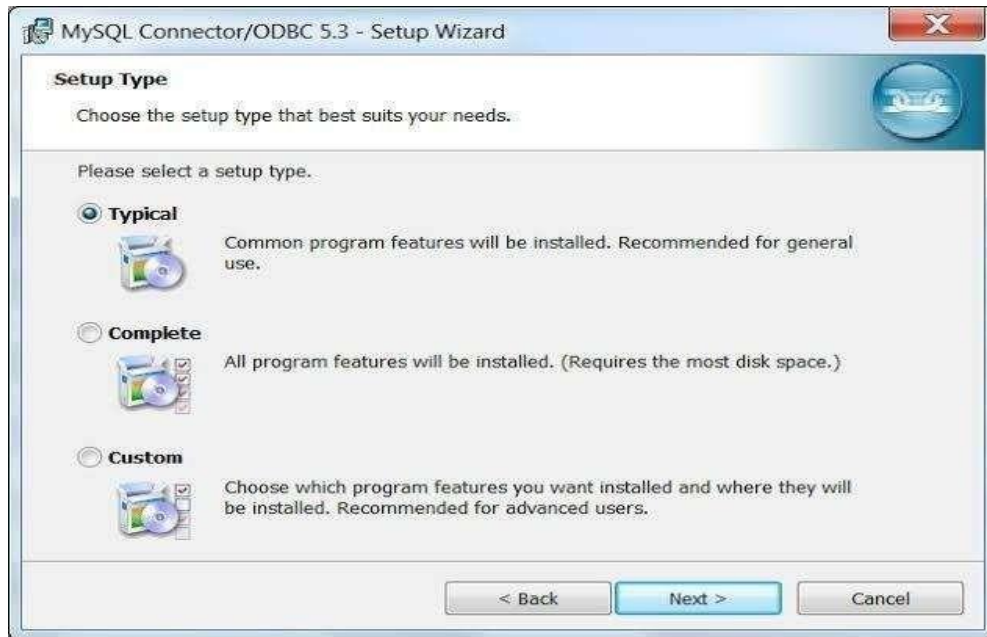 MySQL Connector/ODBC 5.3 - Setup Wizard
Setup Type
Choose the setup type that best suits your needs.
Please select a setup type.
Typical
Common program features will be installed. Recommended for general
use.
Complete
All program features will be installed. (Requires the most disk space.)
Custom
Choose which program features you want installed and where they will
be installed. Recommended for advanced users.
< Back
Next >
Cancel